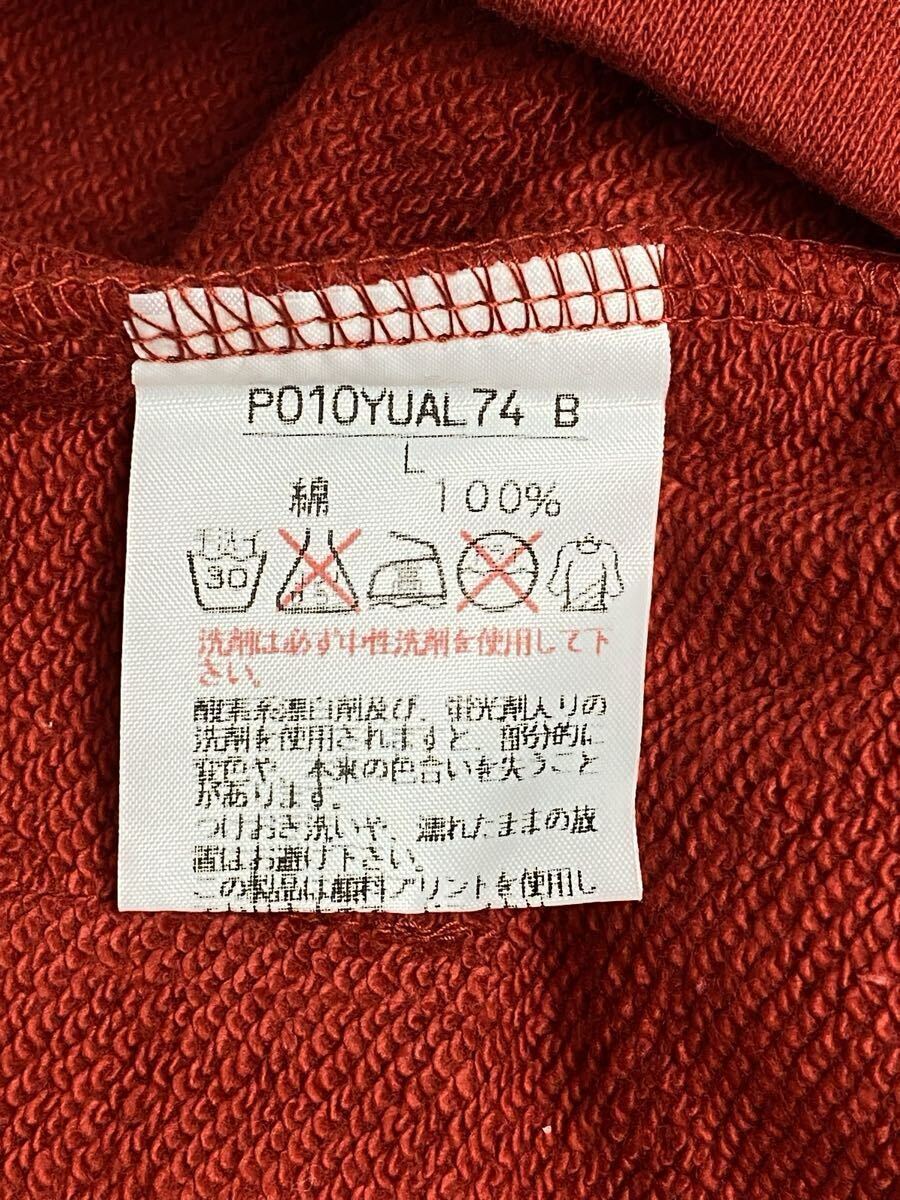 P010YUAL74 B
L
綿 100%
手洗イ
30
洗剤は必ず中性洗剤を使用して下
さい。
酸素系漂白剤及び、蛍光剤入りの
洗剤を使用されますと、部分的に
変色や、本来の色合いを失うこと
があります。
つけおき洗いや、濡れたままの放
置はお避け下さい。
この製品は顔料プリントを使用し